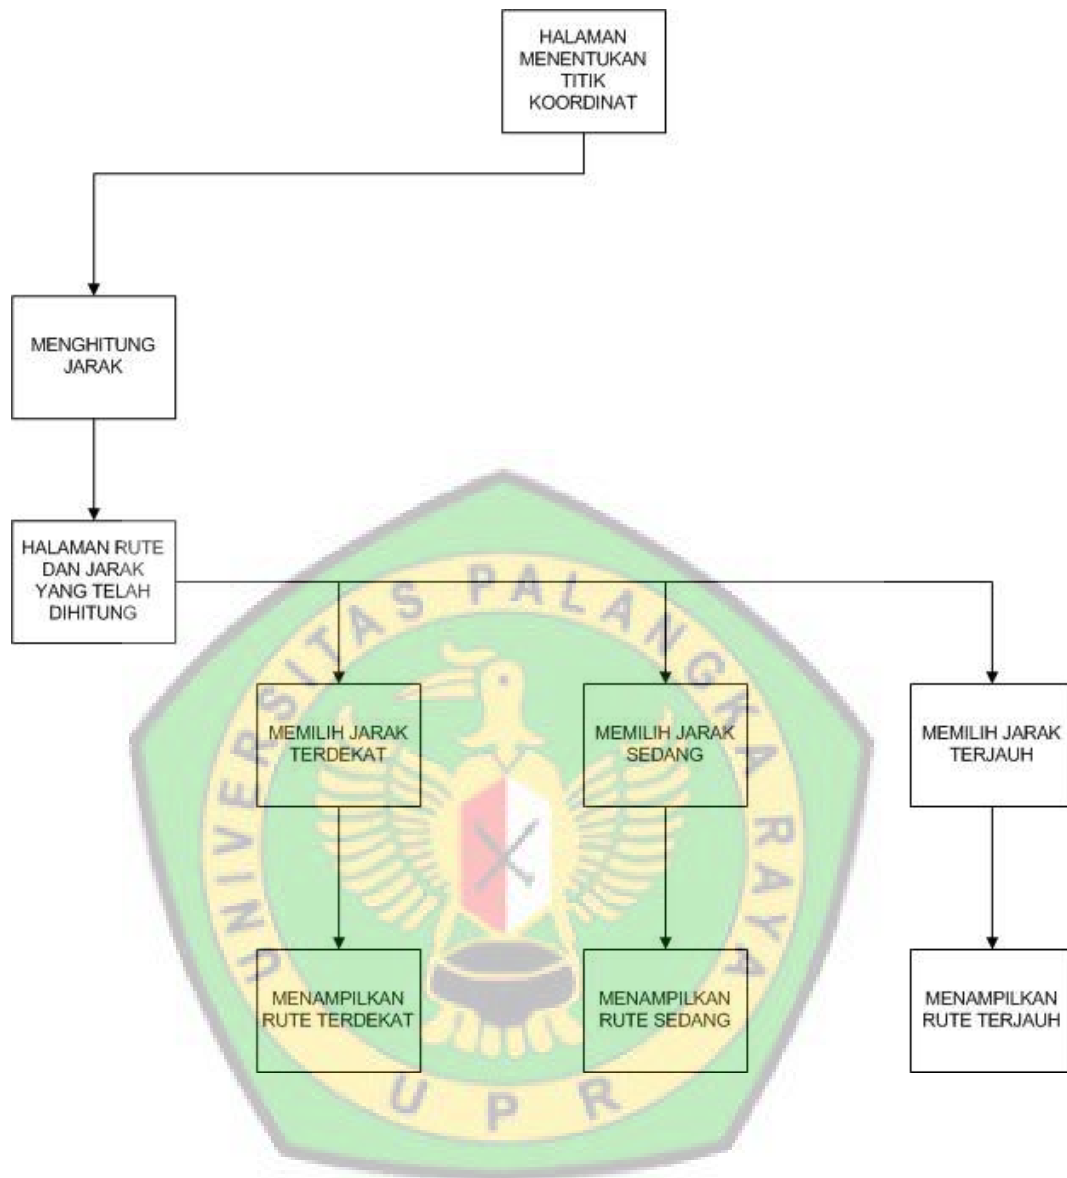 HALAMAN
MENENTUKAN
TITIK
KOORDINAT
MENGHITUNG
JARAK
HALAMAN RUTE
DAN JARAK
YANG TELAH
DIHITUNG
UNIVERSITAS PALANGKA RAYA
MEMILIH JARAK
TERDEKAT
MEMILIH JARAK
SEDANG
MEMILIH JARAK
TERJAUH
MENAMPILKAN
RUTE TERDEKAT
MENAMPILKAN
RUTE SEDANG
MENAMPILKAN
RUTE TERJAUH
UPR